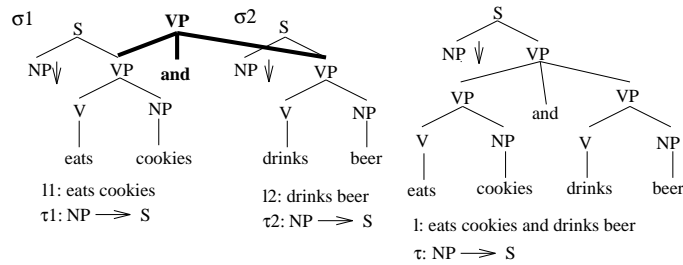 σ1 S VP σ2 S
NP↓ VP and NP↓ VP
V NP V NP
eats cookies drinks beer
l1: eats cookies l2: drinks beer
τ1: NP → S τ2: NP → S
S
NP↓ VP
VP and VP
V NP V NP
eats cookies drinks beer
l: eats cookies and drinks beer
τ: NP → S